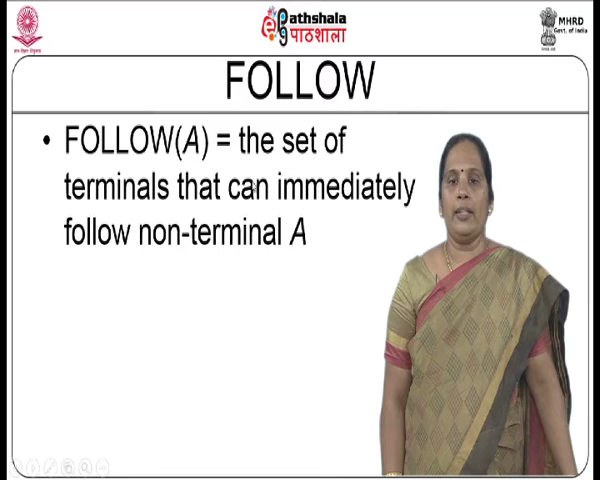 Pathshala
पाठशाला
MHRD
Govt. of India
FOLLOW
• FOLLOW(A) = the set of
terminals that can immediately
follow non-terminal A